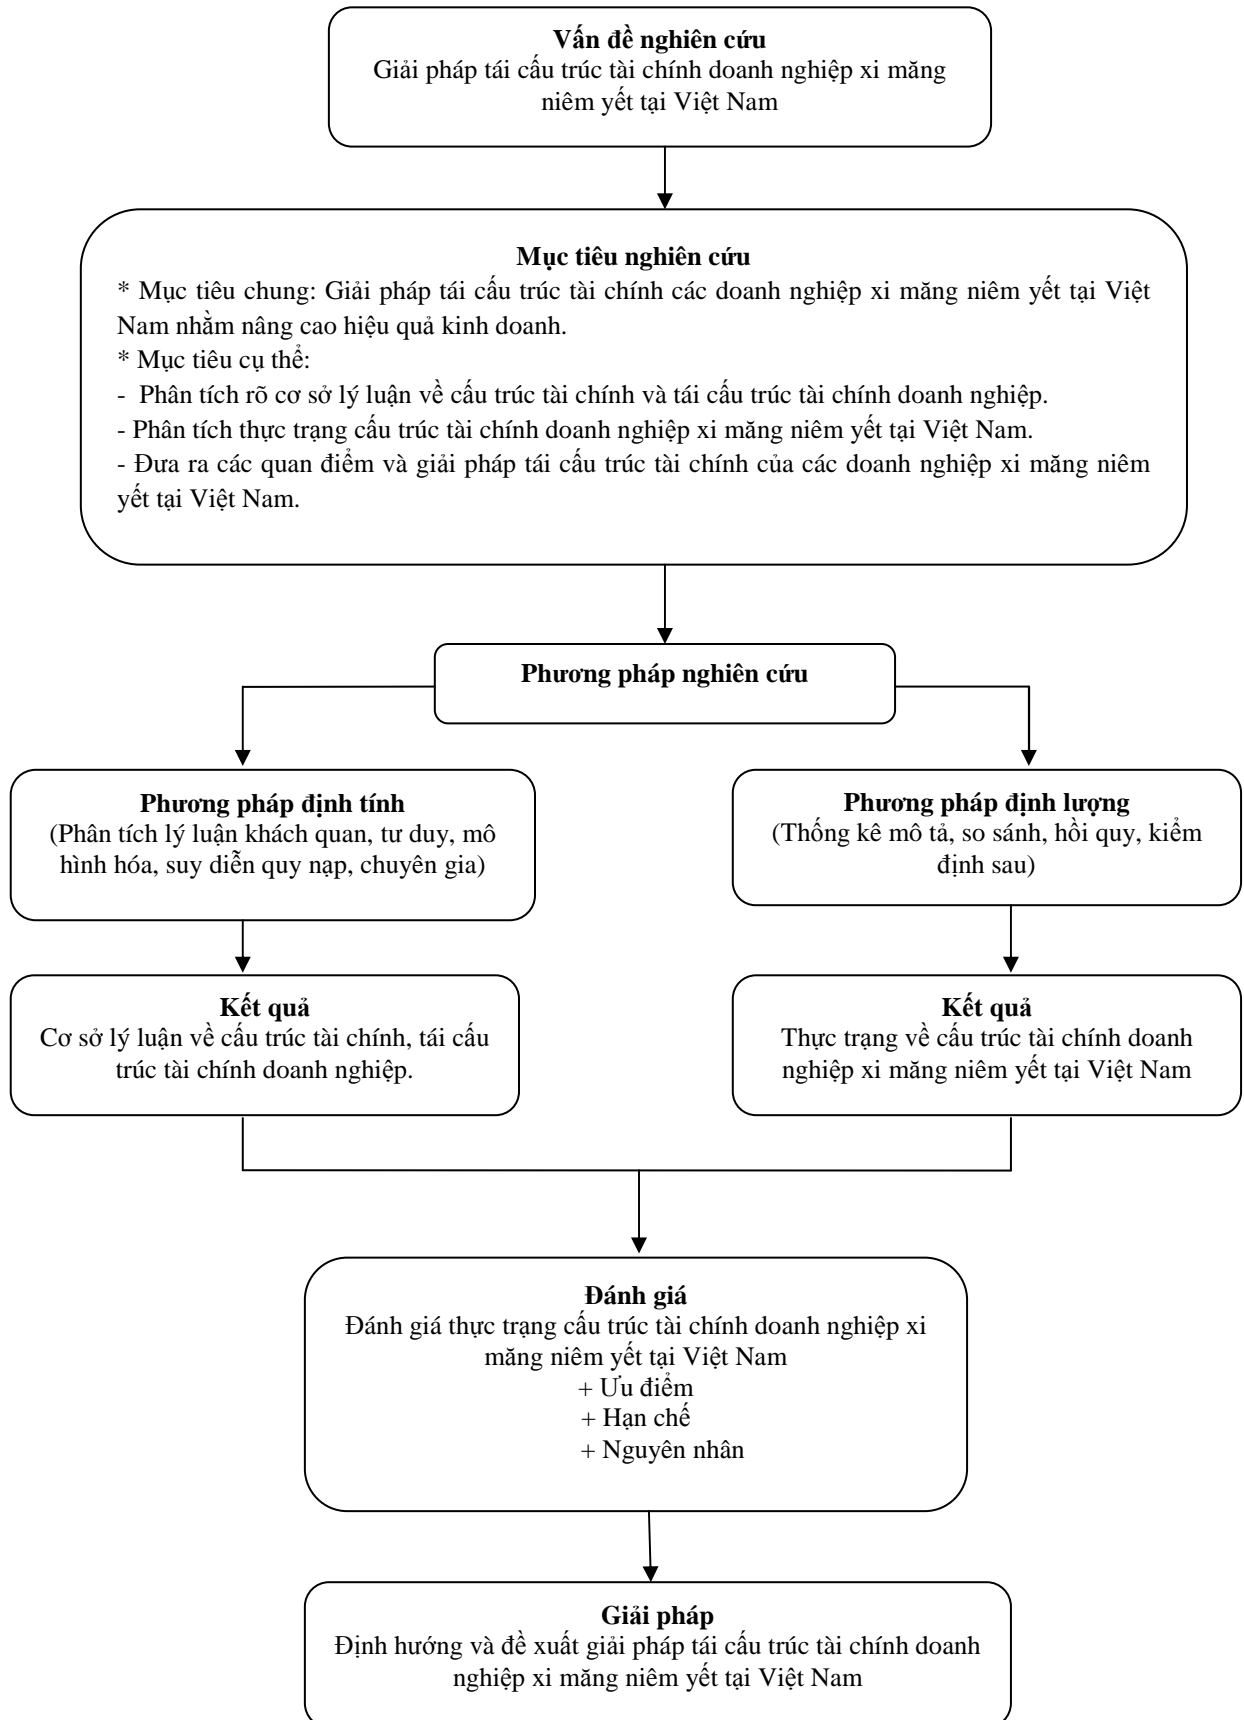 Vấn đề nghiên cứu
Giải pháp tái cấu trúc tài chính doanh nghiệp xi măng
niêm yết tại Việt Nam
Mục tiêu nghiên cứu
* Mục tiêu chung: Giải pháp tái cấu trúc tài chính các doanh nghiệp xi măng niêm yết tại Việt
Nam nhằm nâng cao hiệu quả kinh doanh.
* Mục tiêu cụ thể:
- Phân tích rõ cơ sở lý luận về cấu trúc tài chính và tái cấu trúc tài chính doanh nghiệp.
- Phân tích thực trạng cấu trúc tài chính doanh nghiệp xi măng niêm yết tại Việt Nam.
- Đưa ra các quan điểm và giải pháp tái cấu trúc tài chính của các doanh nghiệp xi măng niêm
yết tại Việt Nam.
Phương pháp nghiên cứu
Phương pháp định tính
(Phân tích lý luận khách quan, tư duy, mô
hình hóa, suy diễn quy nạp, chuyên gia)
Phương pháp định lượng
(Thống kê mô tả, so sánh, hồi quy, kiểm
định sau)
Kết quả
Cơ sở lý luận về cấu trúc tài chính, tái cấu
trúc tài chính doanh nghiệp.
Kết quả
Thực trạng về cấu trúc tài chính doanh
nghiệp xi măng niêm yết tại Việt Nam
Đánh giá
Đánh giá thực trạng cấu trúc tài chính doanh nghiệp xi
măng niêm yết tại Việt Nam
+ Ưu điểm
+ Hạn chế
+ Nguyên nhân
Giải pháp
Định hướng và đề xuất giải pháp tái cấu trúc tài chính doanh
nghiệp xi măng niêm yết tại Việt Nam